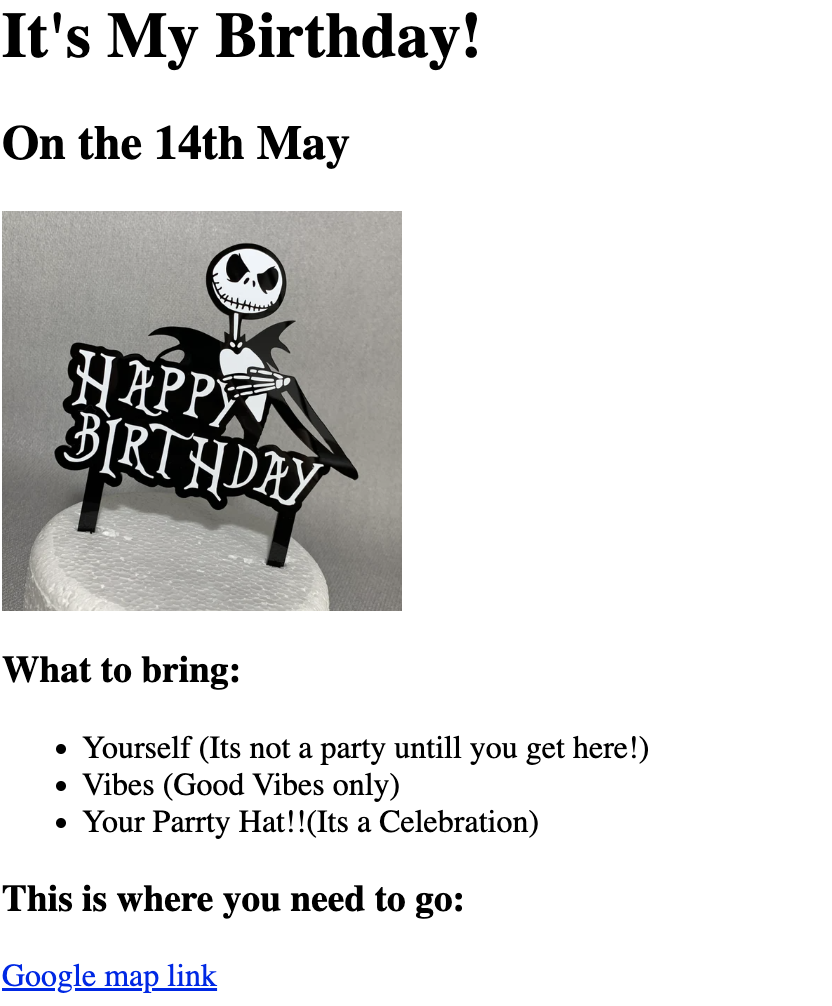 It's My Birthday!
On the 14th May
HAPPY
BIRTHDAY
What to bring:
Yourself (Its not a party untill you get here!)
Vibes (Good Vibes only)
Your Parrty Hat!!(Its a Celebration)
This is where you need to go:
Google map link